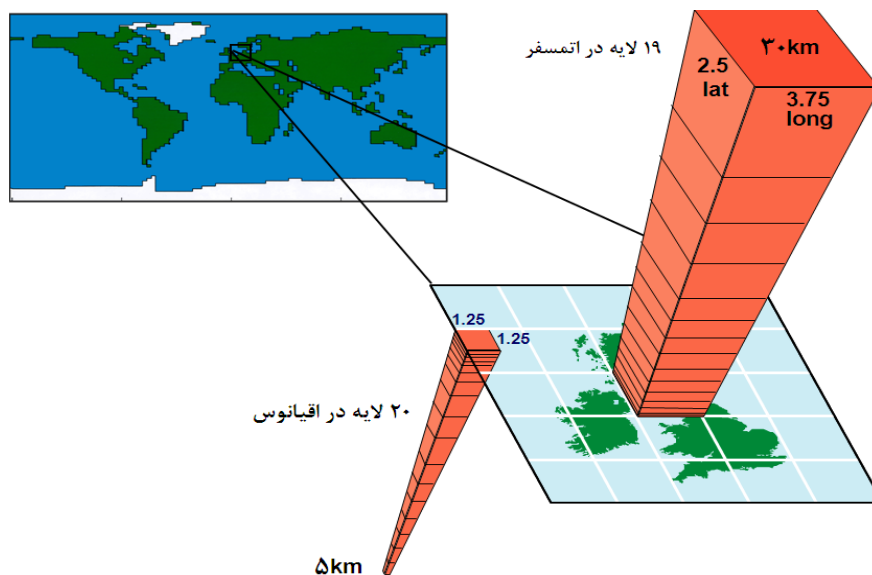 ۱۹ لایه در اتمسفر
۳۰km
2.5
lat
3.75
long
1.25
1.25
۲۰ لایه در اقیانوس
۵km